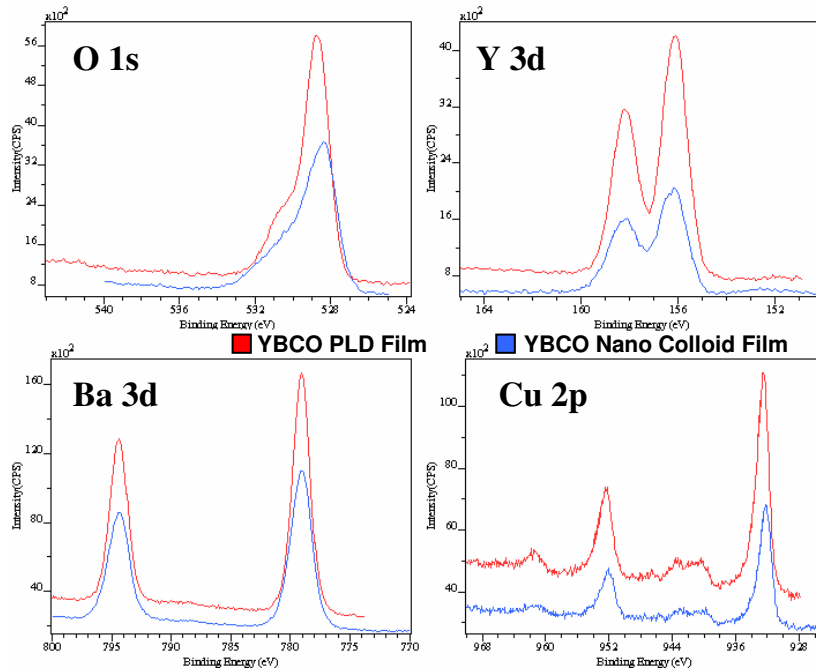 x10²
O 1s
56
48
40
32
24
16
8
Intensity(CPS)
540
536
532
528
524
Binding Energy (eV)
x10²
Y 3d
40
32
24
16
8
Intensity(CPS)
164
160
156
152
Binding Energy (eV)
YBCO PLD Film
YBCO Nano Colloid Film
x10²
Ba 3d
160
120
80
40
Intensity(CPS)
800
795
790
785
780
775
770
Binding Energy (eV)
x10²
Cu 2p
100
80
60
40
Intensity(CPS)
968
960
952
944
936
928
Binding Energy (eV)